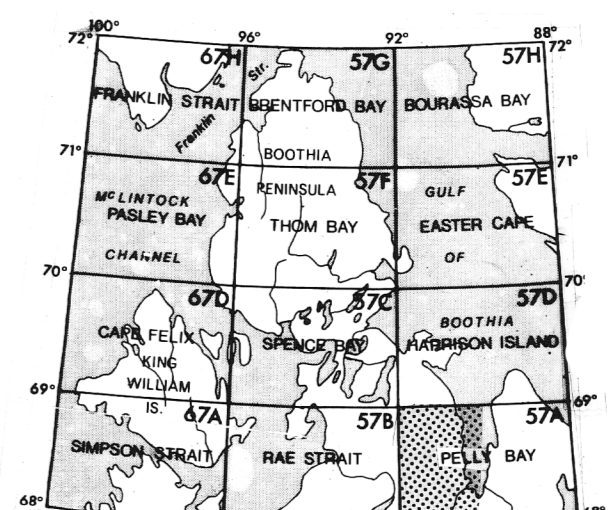 100°
96°
92°
88°
72°
67H
Str.
57G
57H
72°
FRANKLIN STRAIT
BRENTFORD BAY
BOURASSA BAY
Franklin
BOOTHIA
71°
71°
67E
PENINSULA
57F
GULF
57E
McLINTOCK
PASLEY BAY
THOM BAY
EASTER CAPE
CHANNEL
OF
70°
70°
67D
57C
57D
CAPE FELIX
SPENCE BAY
BOOTHIA
HARRISON ISLAND
KING
WILLIAM
IS.
69°
69°
67A
57B
57A
SIMPSON STRAIT
RAE STRAIT
PELLY BAY
68°